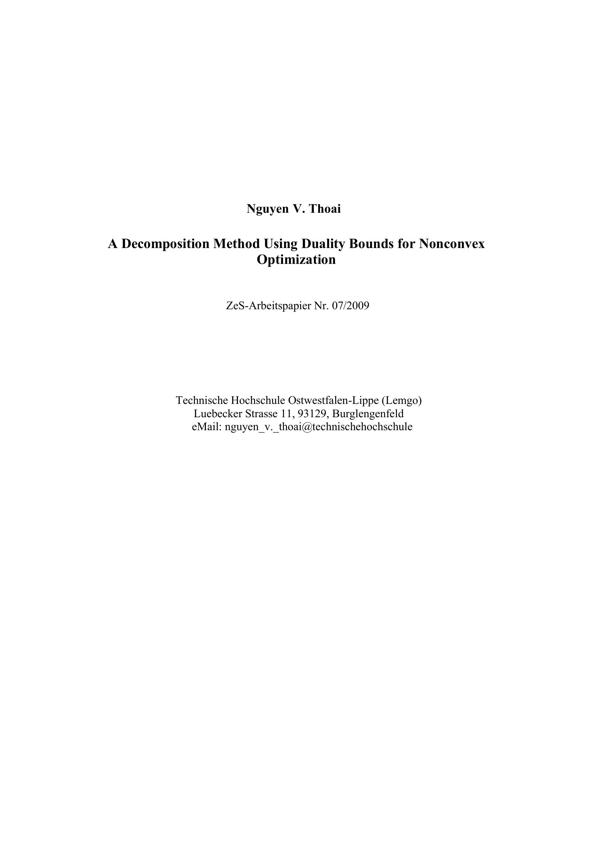 Nguyen V. Thoai
A Decomposition Method Using Duality Bounds for Nonconvex
Optimization
ZeS-Arbeitspapier Nr. 07/2009
Technische Hochschule Ostwestfalen-Lippe (Lemgo)
Luebecker Strasse 11, 93129, Burglengenfeld
eMail: nguyen_v._thoai@technischehochschule